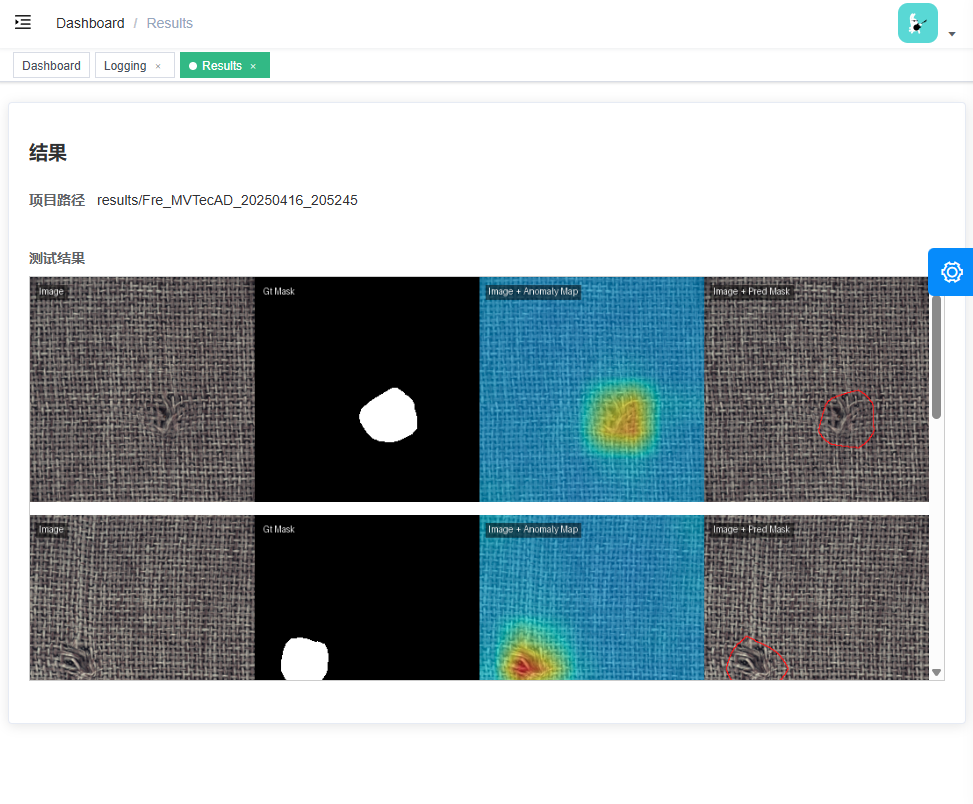 Dashboard / Results
Dashboard Logging × Results ×
结果
项目路径 results/Fre_MVTecAD_20250416_205245
测试结果
Image Gt Mask Image + Anomaly Map Image + Pred Mask
Image Gt Mask Image + Anomaly Map Image + Pred Mask